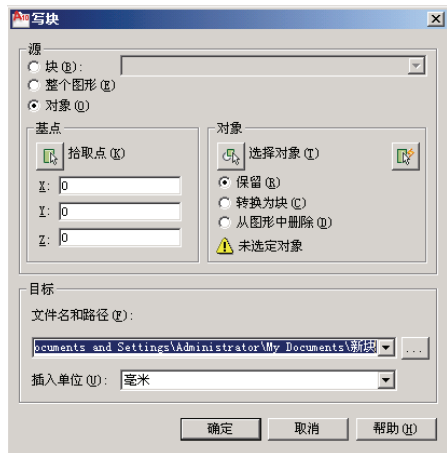 写块
源
块(B):
整个图形(E)
对象(O)
基点
拾取点(K)
X: 0
Y: 0
Z: 0
对象
选择对象(T)
保留(R)
转换为块(C)
从图形中删除(D)
未选定对象
目标
文件名和路径(F):
ocuments and Settings\Administrator\My Documents\新块
...
插入单位(U): 毫米
确定 取消 帮助(H)